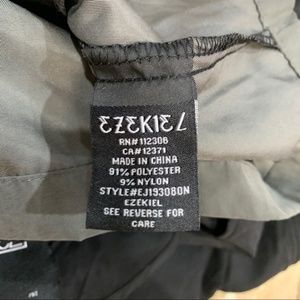 EZEKIEL
RN#112306
CA#12371
MADE IN CHINA
91% POLYESTER
9% NYLON
STYLE#EJ193080N
EZEKIEL
SEE REVERSE FOR
CARE